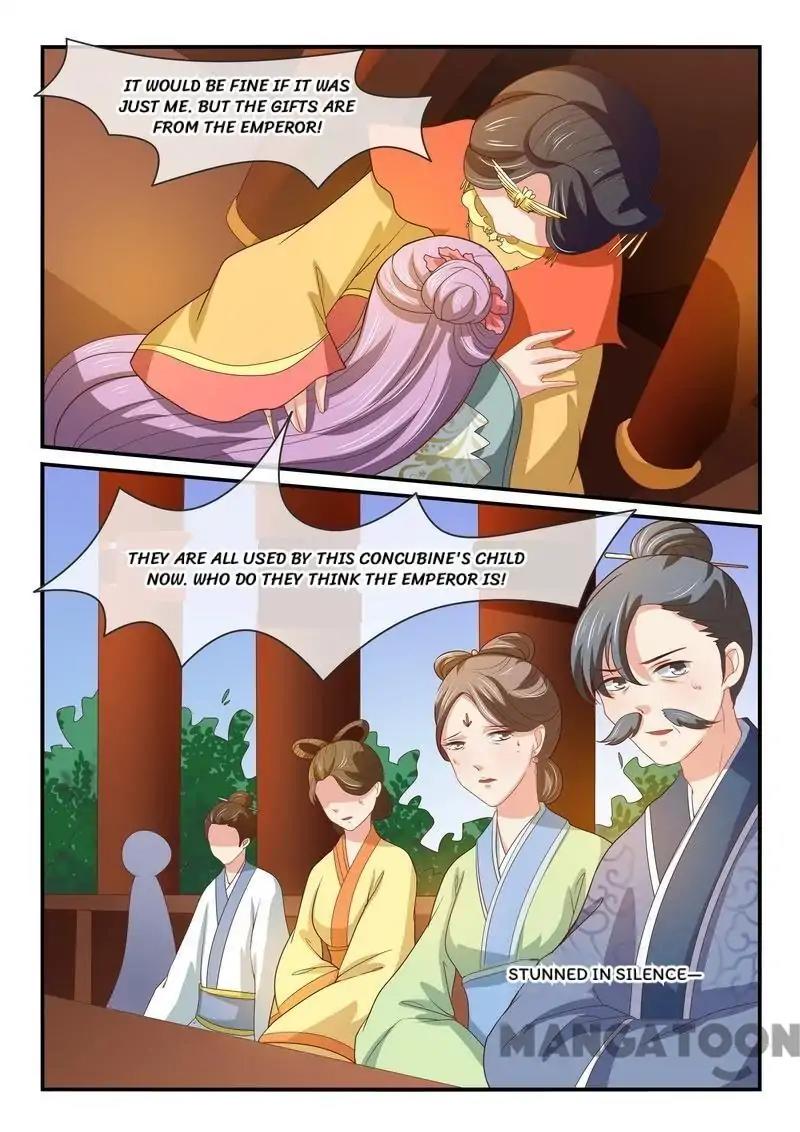 IT WOULD BE FINE IF IT WAS
JUST ME. BUT THE GIFTS ARE
FROM THE EMPEROR!
THEY ARE ALL USED BY THIS CONCUBINE'S CHILD
NOW. WHO DO THEY THINK THE EMPEROR IS!
STUNNED IN SILENCE—
MANGATOON